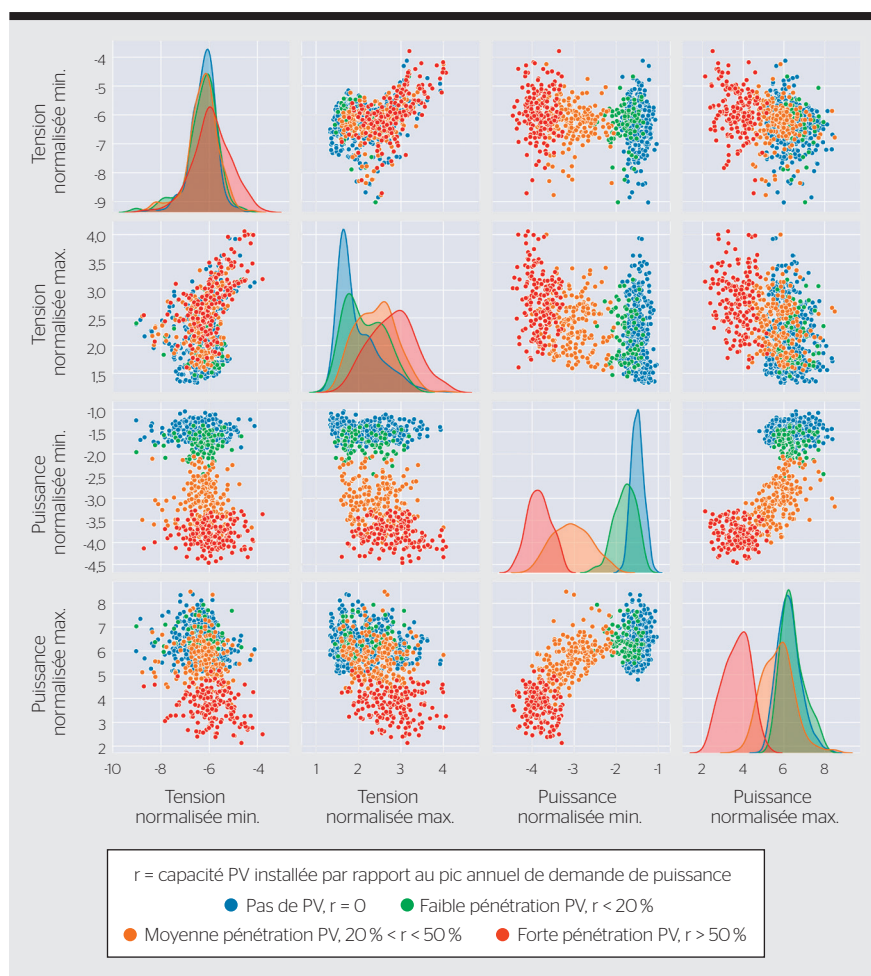 Tension
normalisée min.
-4
-5
-6
-7
-8
-9
Tension
normalisée max.
4,0
3,5
3,0
2,5
2,0
1,5
Puissance
normalisée min.
-1,0
-1,5
-2,0
-2,5
-3,0
-3,5
-4,0
-4,5
Puissance
normalisée max.
8
7
6
5
4
3
2
-10 -8 -6 -4
1 2 3 4
-4 -3 -2 -1
2 4 6 8
Tension
normalisée min.
Tension
normalisée max.
Puissance
normalisée min.
Puissance
normalisée max.
r = capacité PV installée par rapport au pic annuel de demande de puissance
Pas de PV, r = 0 Faible pénétration PV, r < 20 %
Moyenne pénétration PV, 20 % < r < 50 % Forte pénétration PV, r > 50 %